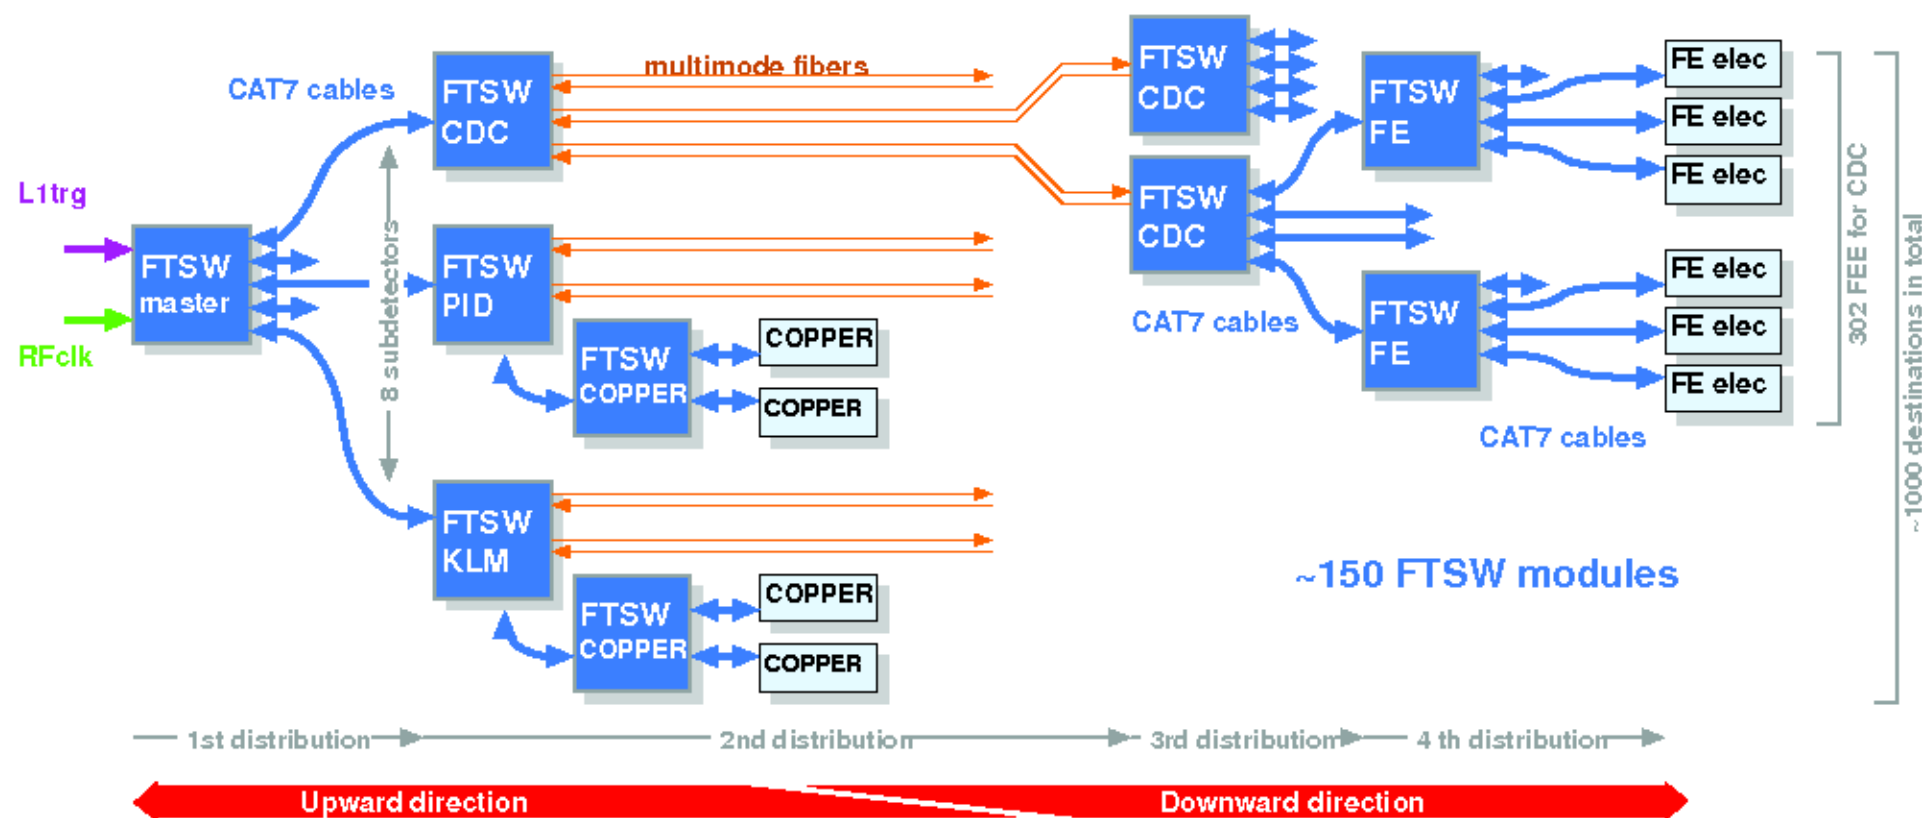 CAT7 cables
L1trg
RFclk
FTSW
master
8 subdetectors
FTSW
CDC
multimode fibers
FTSW
PID
FTSW
COPPER
COPPER
COPPER
FTSW
KLM
FTSW
COPPER
COPPER
COPPER
FTSW
CDC
FTSW
CDC
CAT7 cables
FTSW
FE
FE elec
FE elec
FE elec
FTSW
FE
FE elec
FE elec
FE elec
CAT7 cables
302 FEE for CDC
~1000 destinations in total
~150 FTSW modules
1st distribution
2nd distribution
3rd distribution
4 th distribution
Upward direction
Downward direction